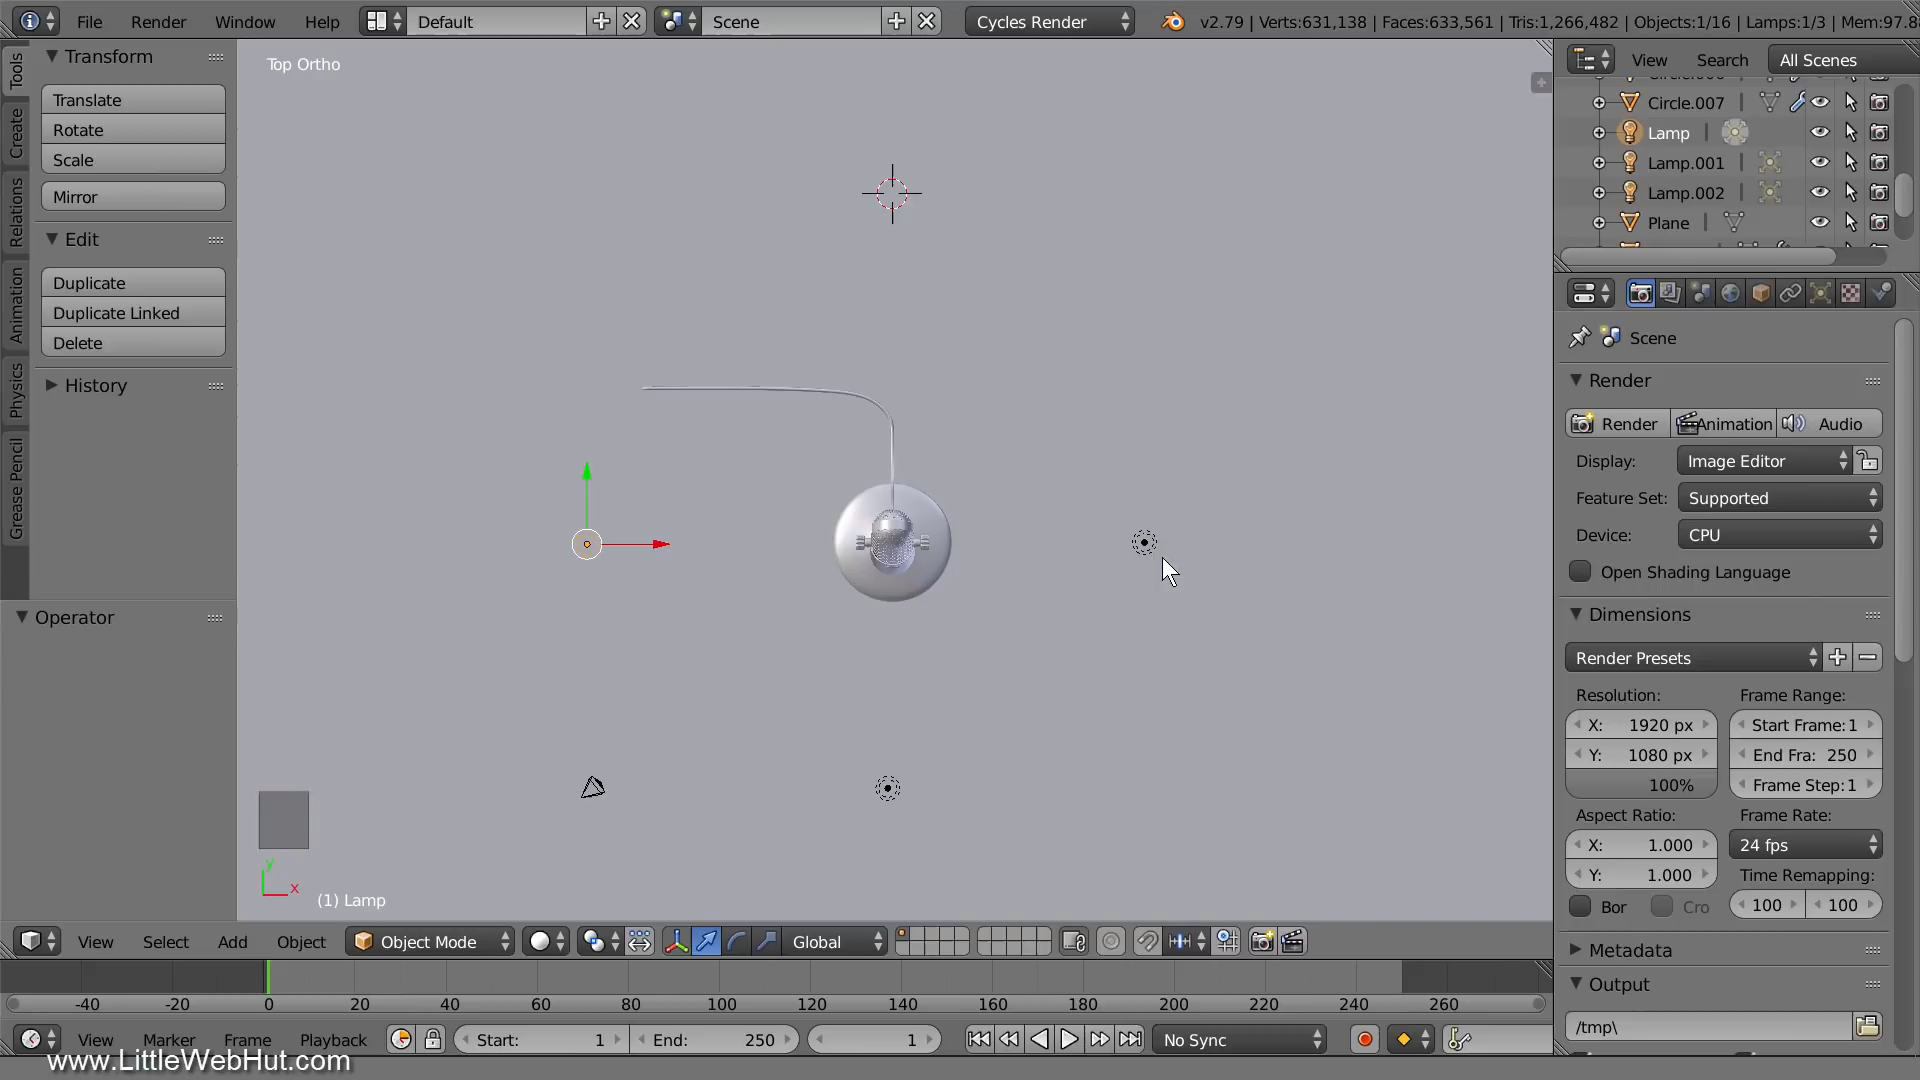 File Render Window Help Default Scene Cycles Render v2.79 | Verts:631,138 | Faces:633,561 | Tris:1,266,482 | Objects:1/16 | Lamps:1/3 | Mem:97.8
Transform
Translate
Rotate
Scale
Mirror
Edit
Duplicate
Duplicate Linked
Delete
History
Tools
Create
Relations
Animation
Physics
Grease Pencil
Operator
Top Ortho
y
x
(1) Lamp
View Search All Scenes
Circle.007
Lamp
Lamp.001
Lamp.002
Plane
Scene
Render
Render Animation Audio
Display: Image Editor
Feature Set: Supported
Device: CPU
Open Shading Language
Dimensions
Render Presets
Resolution: Frame Range:
X: 1920 px Start Frame: 1
Y: 1080 px End Fra: 250
100% Frame Step: 1
Aspect Ratio: Frame Rate:
X: 1.000 24 fps
Y: 1.000 Time Remapping:
Bor Cro 100 100
Metadata
Output
/tmp\
View Select Add Object Object Mode Global
-40 -20 0 20 40 60 80 100 120 140 160 180 200 220 240 260
View Marker Frame Playback Start: 1 End: 250 1 No Sync
www.LittleWebHut.com